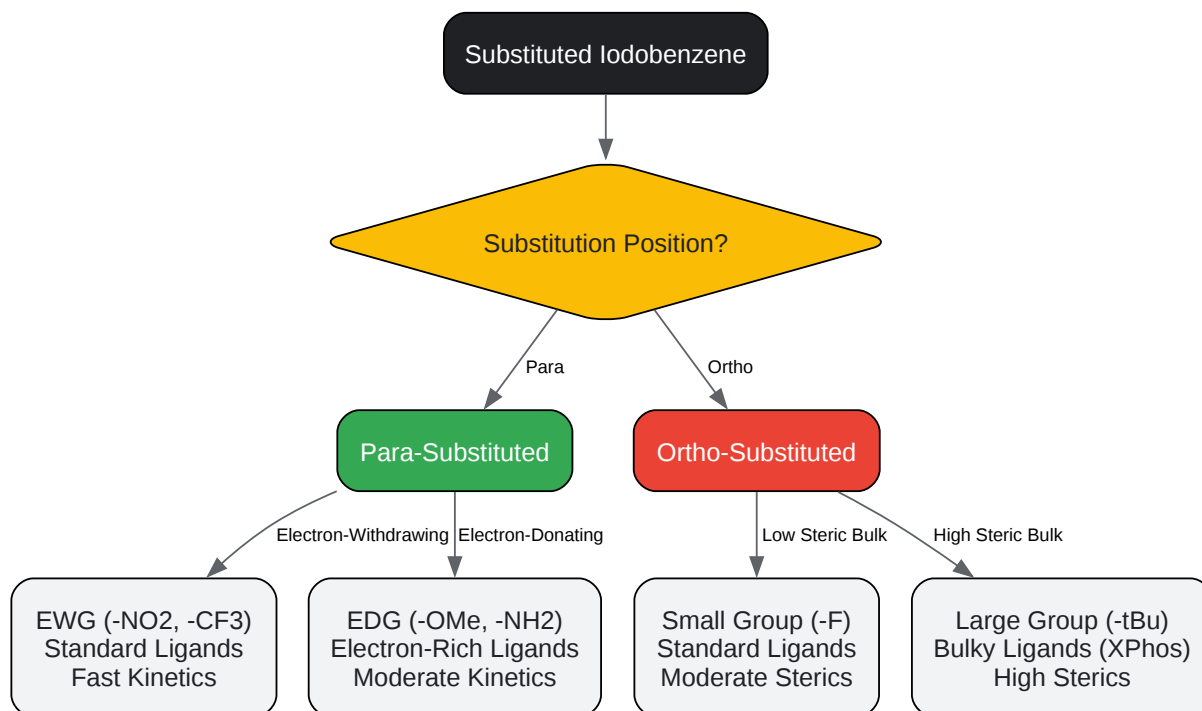 Substituted Iodobenzene
Substitution Position?
Para
Ortho
Para-Substituted
Ortho-Substituted
Electron-Withdrawing
Electron-Donating
Low Steric Bulk
High Steric Bulk
EWG (-NO2, -CF3)
Standard Ligands
Fast Kinetics
EDG (-OMe, -NH2)
Electron-Rich Ligands
Moderate Kinetics
Small Group (-F)
Standard Ligands
Moderate Sterics
Large Group (-tBu)
Bulky Ligands (XPhos)
High Sterics